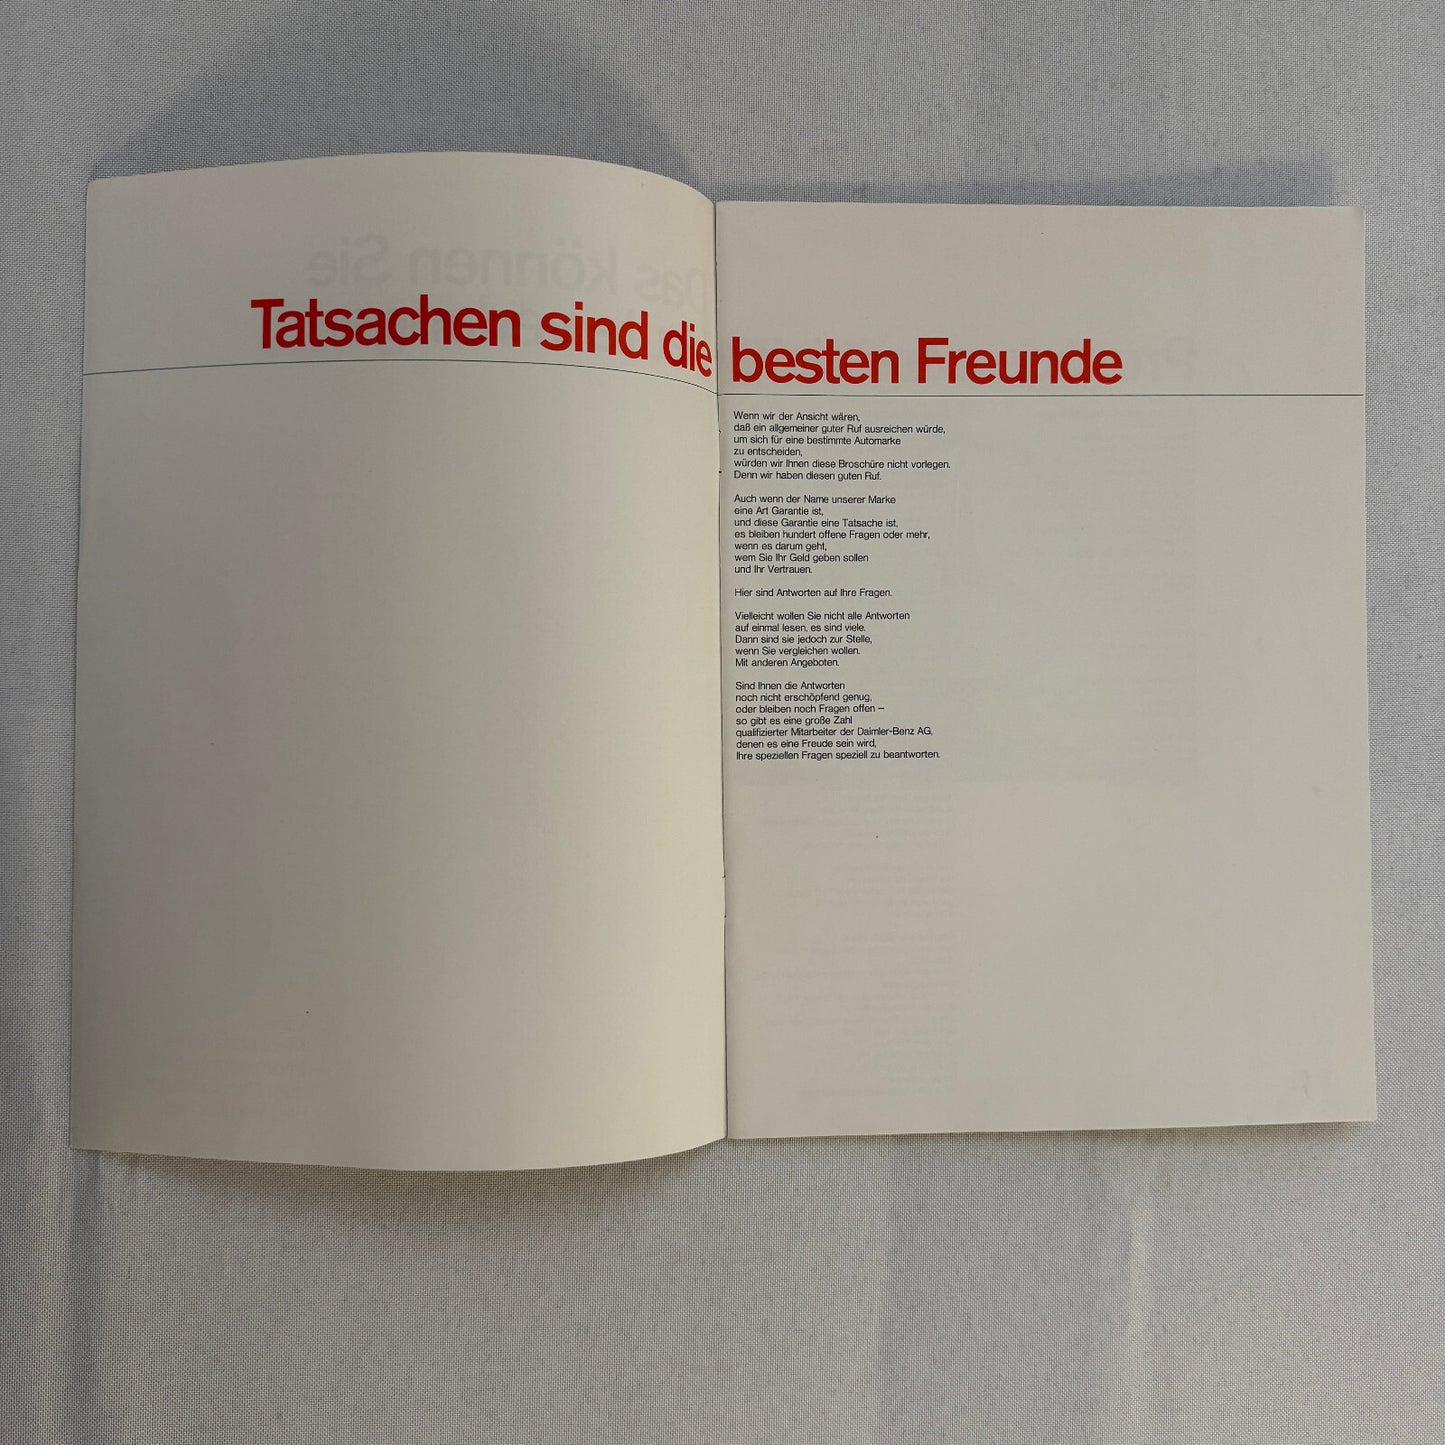 Tatsachen sind die besten Freunde
Wenn wir der Ansicht wären,
daß ein allgemeiner guter Ruf ausreichen würde,
um sich für eine bestimmte Automarke
zu entscheiden,
würden wir Ihnen diese Broschüre nicht vorlegen.
Denn wir haben diesen guten Ruf.
Auch wenn der Name unserer Marke
eine Art Garantie ist,
und diese Garantie eine Tatsache ist,
es bleiben hundert offene Fragen oder mehr,
wenn es darum geht,
wem Sie Ihr Geld geben sollen
und Ihr Vertrauen.
Hier sind Antworten auf Ihre Fragen.
Vielleicht wollen Sie nicht alle Antworten
auf einmal lesen, es sind viele.
Dann sind sie jedoch zur Stelle,
wenn Sie vergleichen wollen.
Mit anderen Angeboten.
Sind Ihnen die Antworten
noch nicht erschöpfend genug,
oder bleiben noch Fragen offen –
so gibt es eine große Zahl
qualifizierter Mitarbeiter der Daimler-Benz AG,
denen es eine Freude sein wird,
Ihre speziellen Fragen speziell zu beantworten.
Das können Sie